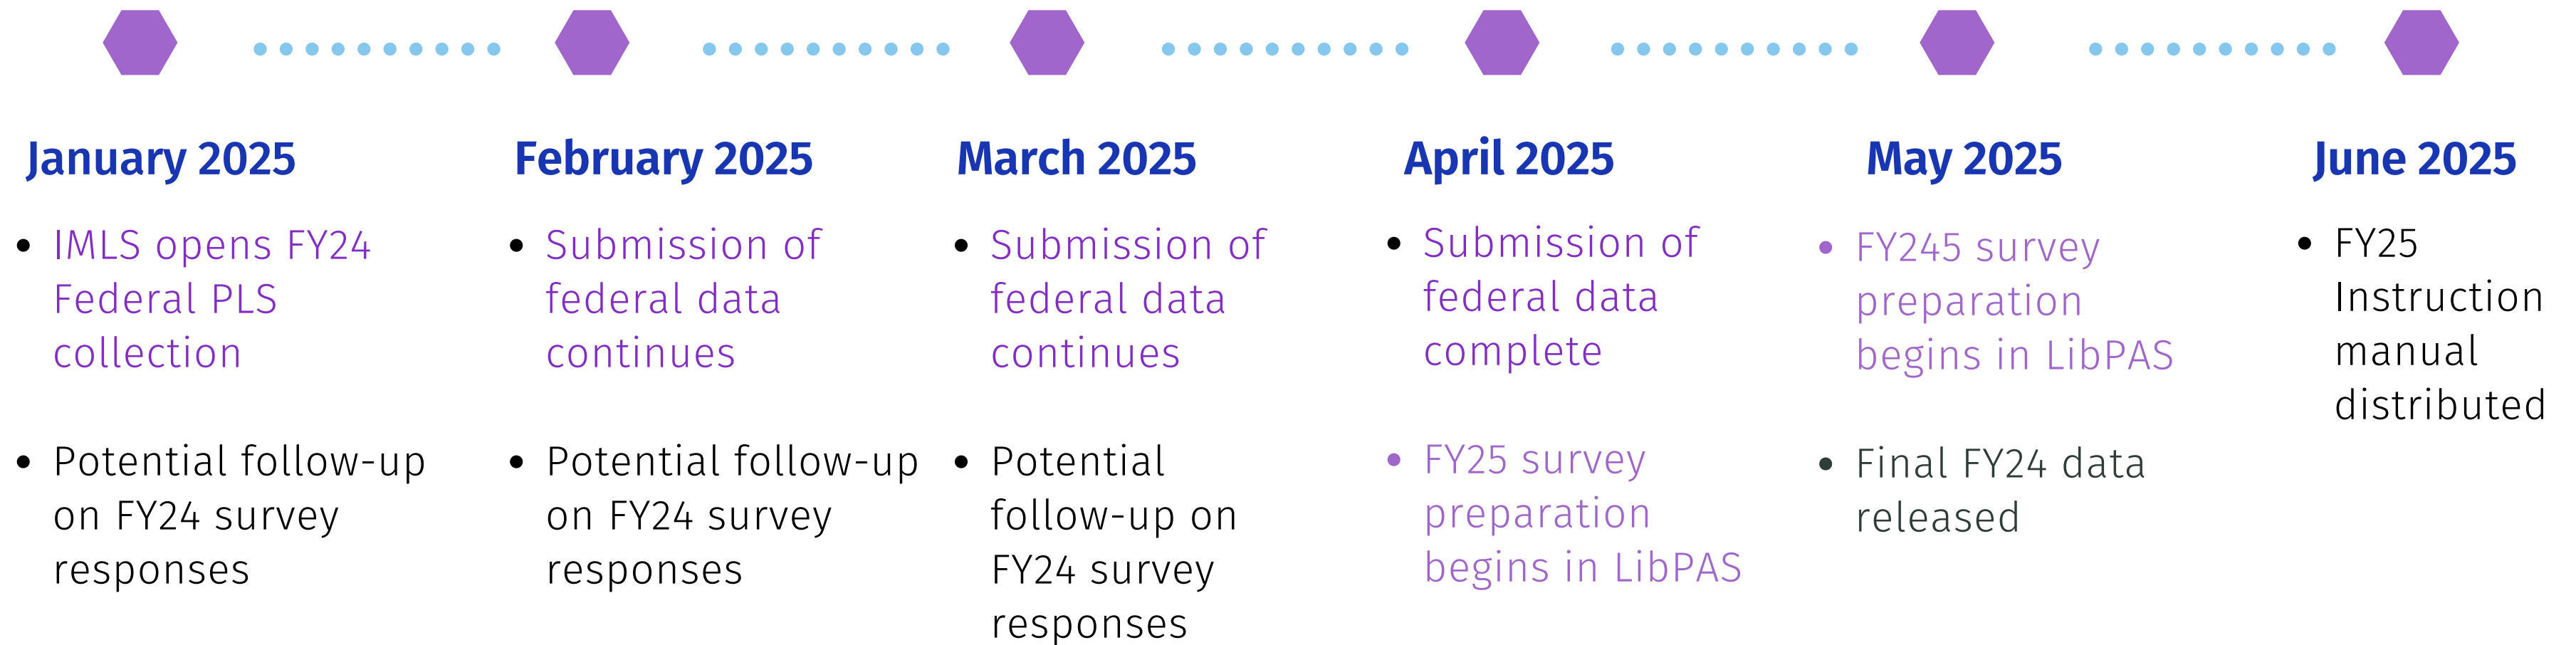 January 2025
• IMLS opens FY24
Federal PLS
collection
• Potential follow-up
on FY24 survey
responses
February 2025
• Submission of
federal data
continues
• Potential follow-up
on FY24 survey
responses
March 2025
• Submission of
federal data
continues
• Potential
follow-up on
FY24 survey
responses
April 2025
• Submission of
federal data
complete
• FY25 survey
preparation
begins in LibPAS
May 2025
• FY245 survey
preparation
begins in LibPAS
• Final FY24 data
released
June 2025
• FY25
Instruction
manual
distributed